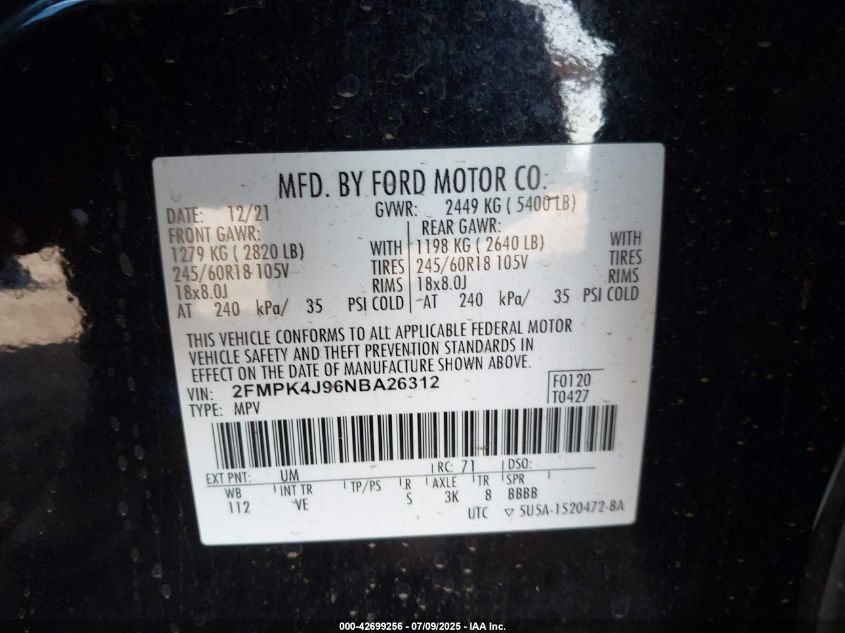 MFD. BY FORD MOTOR CO.
DATE: 12/21 GVWR: 2449 KG ( 5400 LB)
FRONT GAWR: REAR GAWR:
1279 KG ( 2820 LB) WITH 1198 KG ( 2640 LB) WITH
245/60R18 105V TIRES 245/60R18 105V TIRES
18x8.0J RIMS 18x8.0J RIMS
AT 240 kPa/ 35 PSI COLD AT 240 kPa/ 35 PSI COLD
THIS VEHICLE CONFORMS TO ALL APPLICABLE FEDERAL MOTOR
VEHICLE SAFETY AND THEFT PREVENTION STANDARDS IN
EFFECT ON THE DATE OF MANUFACTURE SHOWN ABOVE.
VIN: 2FMPK4J96NBA26312 F0120
TYPE: MPV T0427
EXT PNT: UM RC: 71 DSO:
WB INT TR TP/PS R AXLE TR SPR
112 VE S 3K 8 BBBB
UTC ▽ 5U5A-1520472-BA
000-42699256 - 07/09/2025 - IAA Inc.